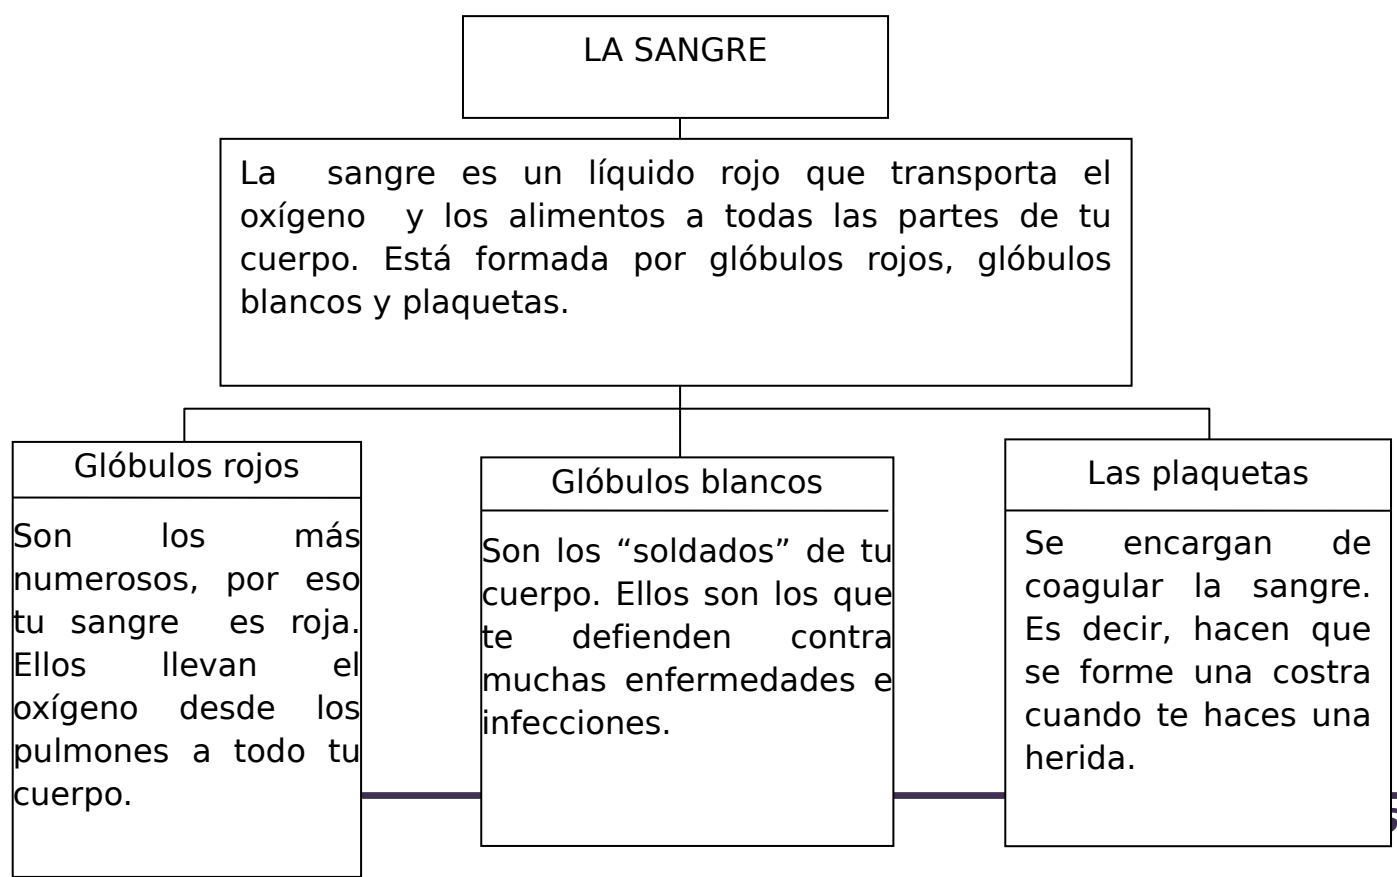 LA SANGRE
La sangre es un líquido rojo que transporta el
oxígeno y los alimentos a todas las partes de tu
cuerpo. Está formada por glóbulos rojos, glóbulos
blancos y plaquetas.
Glóbulos rojos
Son los más
numerosos, por eso
tu sangre es roja.
Ellos llevan el
oxígeno desde los
pulmones a todo tu
cuerpo.
Glóbulos blancos
Son los “soldados” de tu
cuerpo. Ellos son los que
te defienden contra
muchas enfermedades e
infecciones.
Las plaquetas
Se encargan de
coagular la sangre.
Es decir, hacen que
se forme una costra
cuando te haces una
herida.